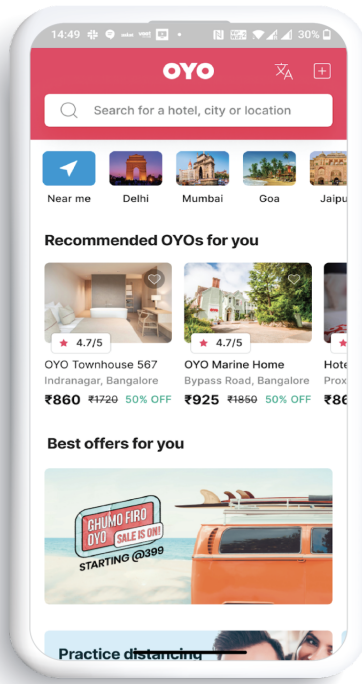 14:49
30%
OYO
Search for a hotel, city or location
Near me
Delhi
Mumbai
Goa
Jaipu
Recommended OYOs for you
4.7/5
4.7/5
OYO Townhouse 567
OYO Marine Home
Hote
Indranagar, Bangalore
Bypass Road, Bangalore
Prox
₹860 ₹1720 50% OFF
₹925 ₹1850 50% OFF
₹86
Best offers for you
GHUMO FIRO
OYO SALE IS ON!
STARTING @399
Practice distancing